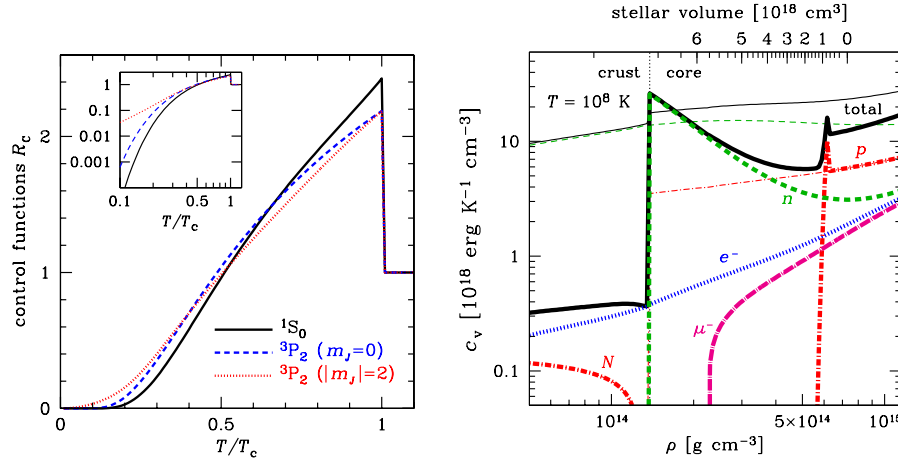 control functions R_c
1
0.1
0.01
0.001
0.1
0.5
1
T/T_c
2
1
0
¹S₀
³P₂ (m_J=0)
³P₂ (|m_J|=2)
0
0.5
1
T/T_c
stellar volume [10¹⁸ cm³]
6 5 4 3 2 1 0
crust core
T = 10⁸ K
total
p
n
e⁻
μ⁻
N
10
1
0.1
c_v [10¹⁸ erg K⁻¹ cm⁻³]
10¹⁴ 5×10¹⁴ 10¹⁵
ρ [g cm⁻³]